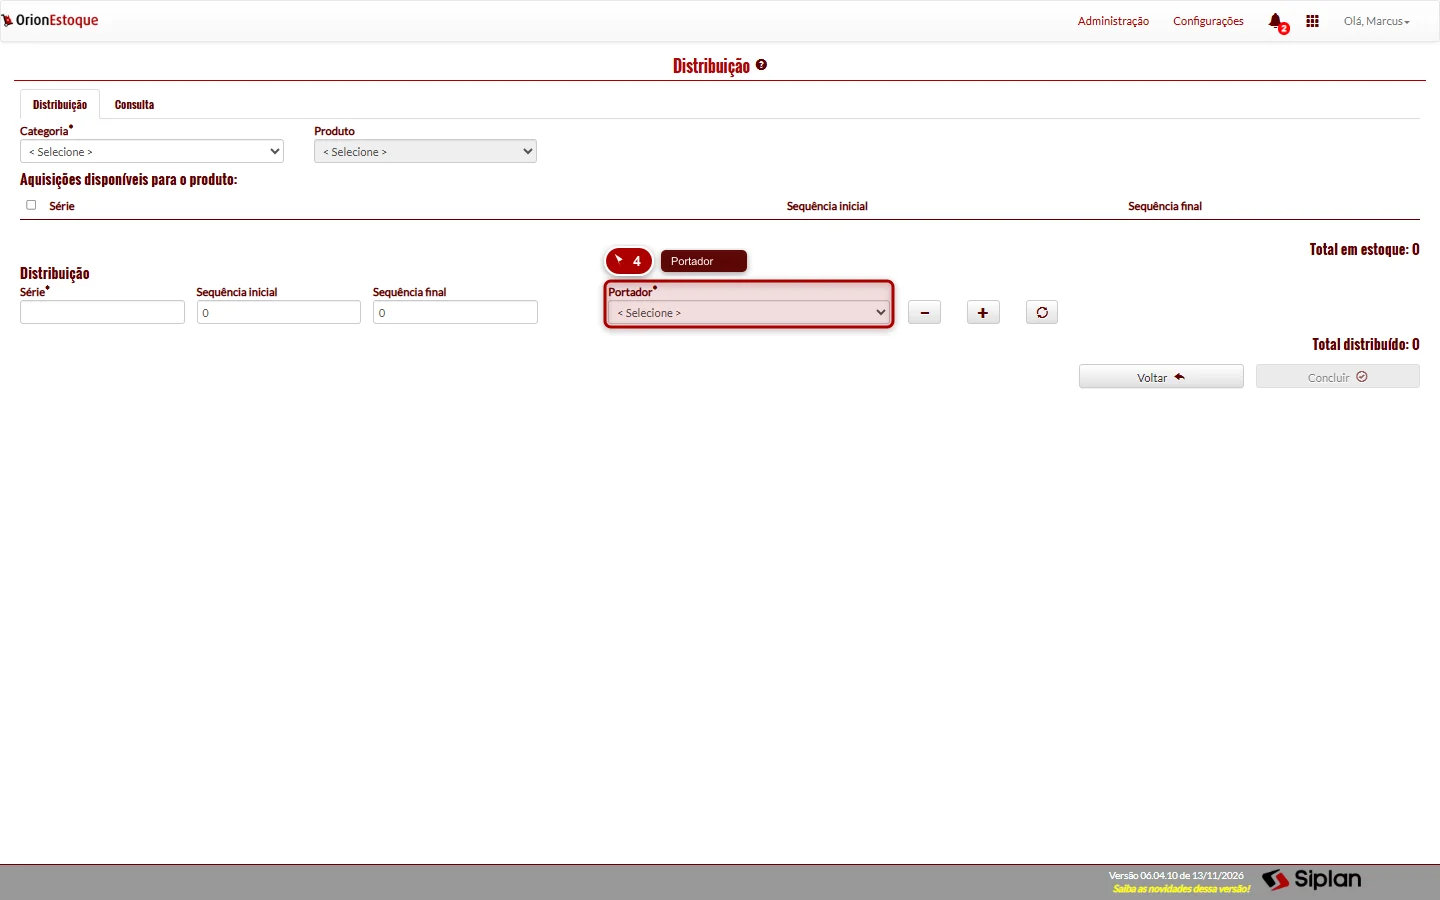 OrionEstoque
Administração
Configurações
2
Olá, Marcus
Distribuição ?
Distribuição
Consulta
Categoria*
Produto
< Selecione >
< Selecione >
Aquisições disponíveis para o produto:
Série
Sequência inicial
Sequência final
Total em estoque: 0
4
Portador
Distribuição
Série*
Sequência inicial
Sequência final
Portador*
0
0
< Selecione >
Total distribuído: 0
Voltar
Concluir
Versão 06.04.10 de 13/11/2026
Saiba as novidades dessa versão!
Siplan